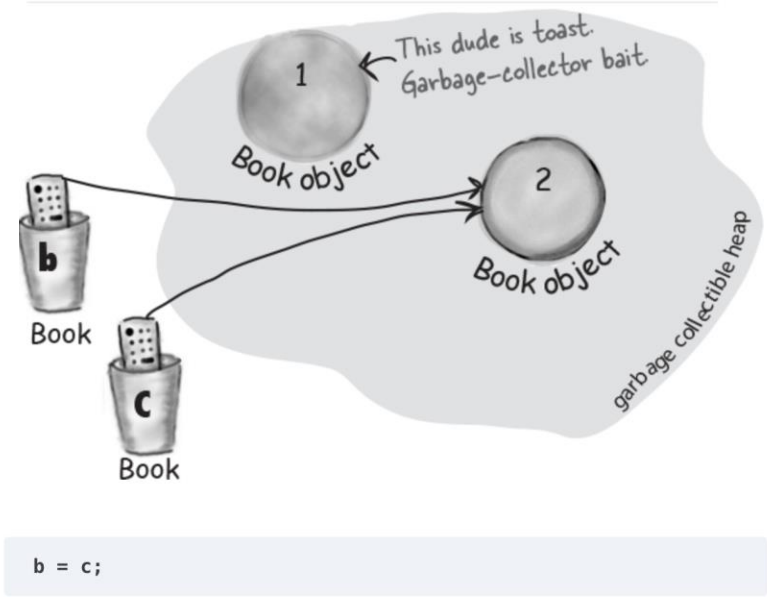 1
This dude is toast.
Garbage-collector bait
Book object
2
Book object
b
Book
c
Book
garbage collectible heap
b = c;